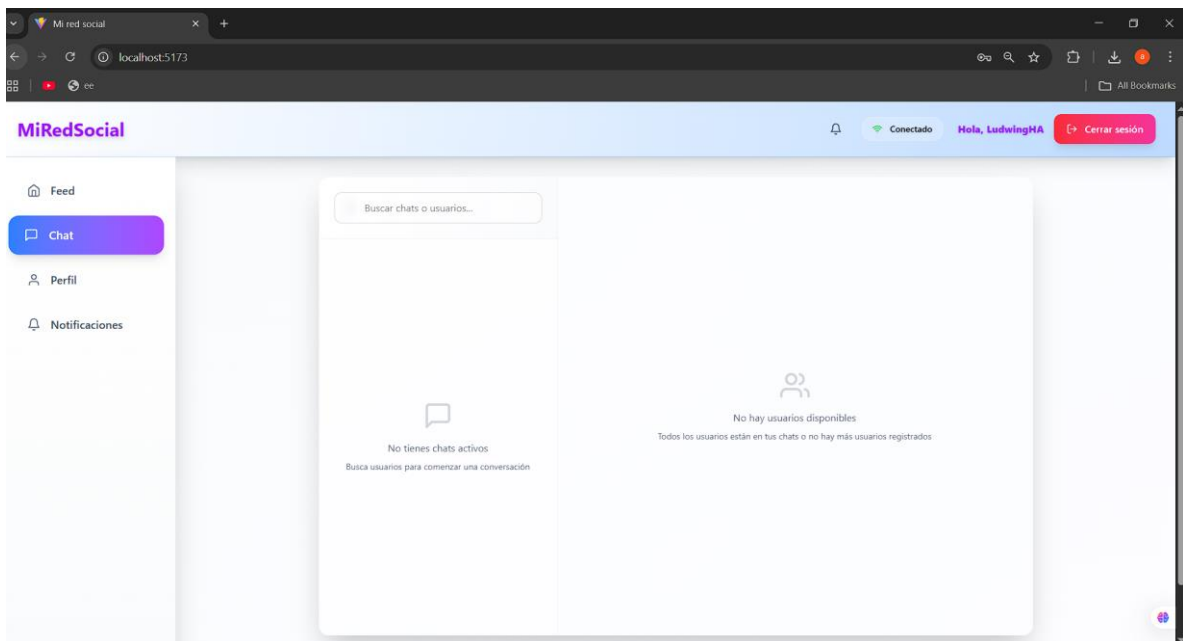 Mi red social
localhost:5173
ee
All Bookmarks
MiRedSocial
Conectado
Hola, LudwingHA
Cerrar sesión
Feed
Chat
Perfil
Notificaciones
Buscar chats o usuarios...
No tienes chats activos
Busca usuarios para comenzar una conversación
No hay usuarios disponibles
Todos los usuarios están en tus chats o no hay más usuarios registrados